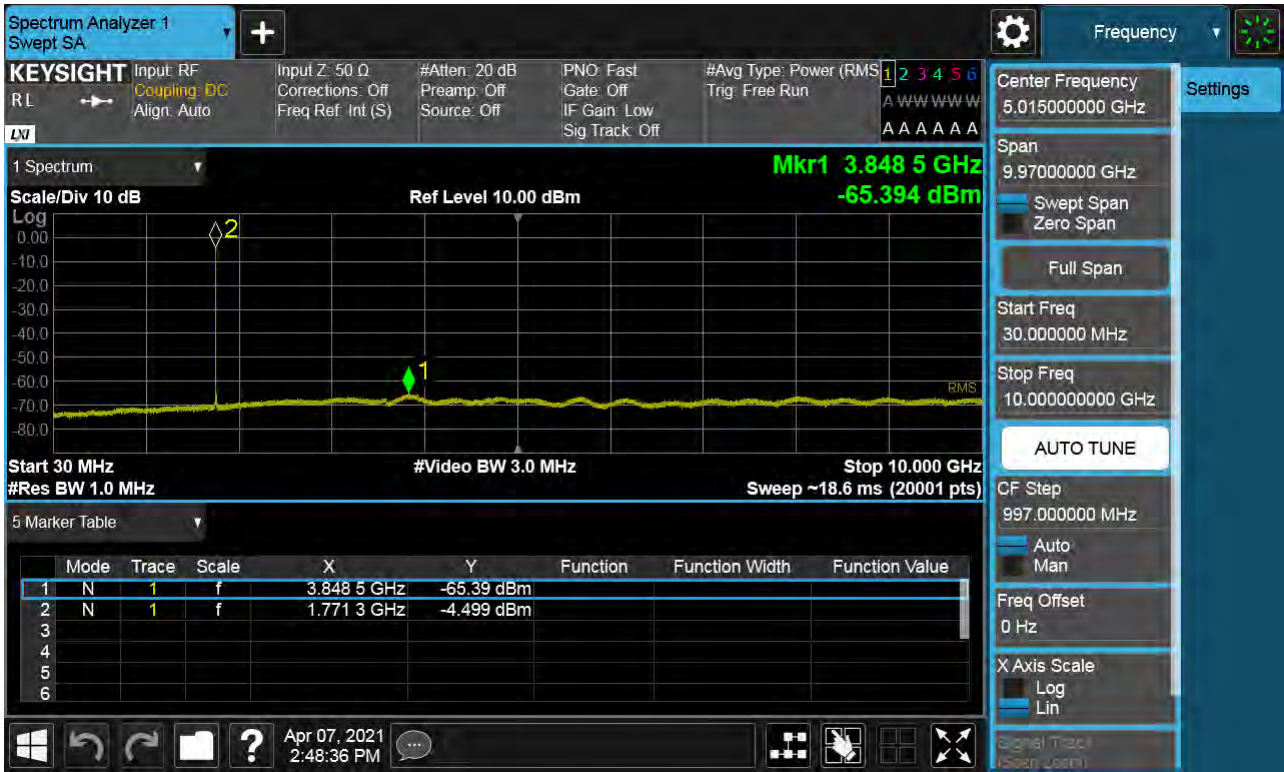 Spectrum Analyzer 1
Swept SA
+
Frequency
KEYSIGHT
RL
LXI
Input: RF
Coupling: DC
Align: Auto
Input Z: 50 Ω
Corrections: Off
Freq Ref: Int (S)
#Atten: 20 dB
Preamp: Off
Source: Off
PNO: Fast
Gate: Off
IF Gain: Low
Sig Track: Off
#Avg Type: Power (RMS
Trig: Free Run
1 2 3 4 5 6
A W W W W W
A A A A A A
1 Spectrum
Mkr1 3.848 5 GHz
-65.394 dBm
Scale/Div 10 dB
Ref Level 10.00 dBm
Log
0.00
-10.0
-20.0
-30.0
-40.0
-50.0
-60.0
-70.0
-80.0
2
1
RMS
Start 30 MHz
#Video BW 3.0 MHz
Stop 10.000 GHz
#Res BW 1.0 MHz
Sweep ~18.6 ms (20001 pts)
5 Marker Table
Mode Trace Scale X Y Function Function Width Function Value
1 N 1 f 3.848 5 GHz -65.39 dBm
2 N 1 f 1.771 3 GHz -4.499 dBm
3
4
5
6
Apr 07, 2021
2:48:36 PM
Settings
Center Frequency
5.015000000 GHz
Span
9.97000000 GHz
Swept Span
Zero Span
Full Span
Start Freq
30.000000 MHz
Stop Freq
10.000000000 GHz
AUTO TUNE
CF Step
997.000000 MHz
Auto
Man
Freq Offset
0 Hz
X Axis Scale
Log
Lin
Signal Track
(Span Zoom)